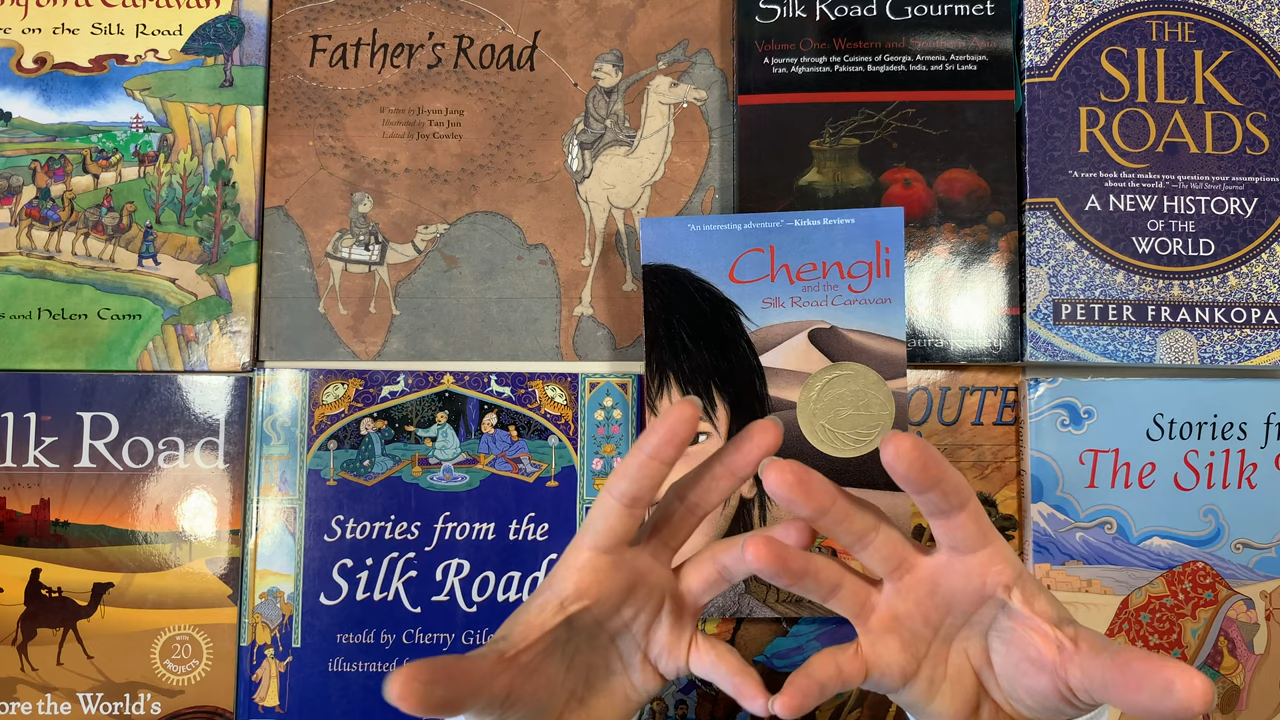 on a Caravan
on the Silk Road
and Helen Cann
Father's Road
Written by Ji-yun Jang
Illustrated by Tan Jun
Edited by Joy Cowley
Silk Road Gourmet
Volume One: Western and Southern Asia
A Journey through the Cuisines of Georgia, Armenia, Azerbaijan,
Iran, Afghanistan, Pakistan, Bangladesh, India, and Sri Lanka
THE
SILK
ROADS
"A rare book that makes you question your assumptions
about the world." —The Wall Street Journal
A NEW HISTORY
OF THE
WORLD
PETER FRANKOPA
"An interesting adventure." —Kirkus Reviews
Chengli
and the
Silk Road Caravan
lk Road
WITH
20
PROJECTS
ore the World's
Stories from the
Silk Road
retold by Cherry Gil
illustrated
OUTE
Stories f
The Silk